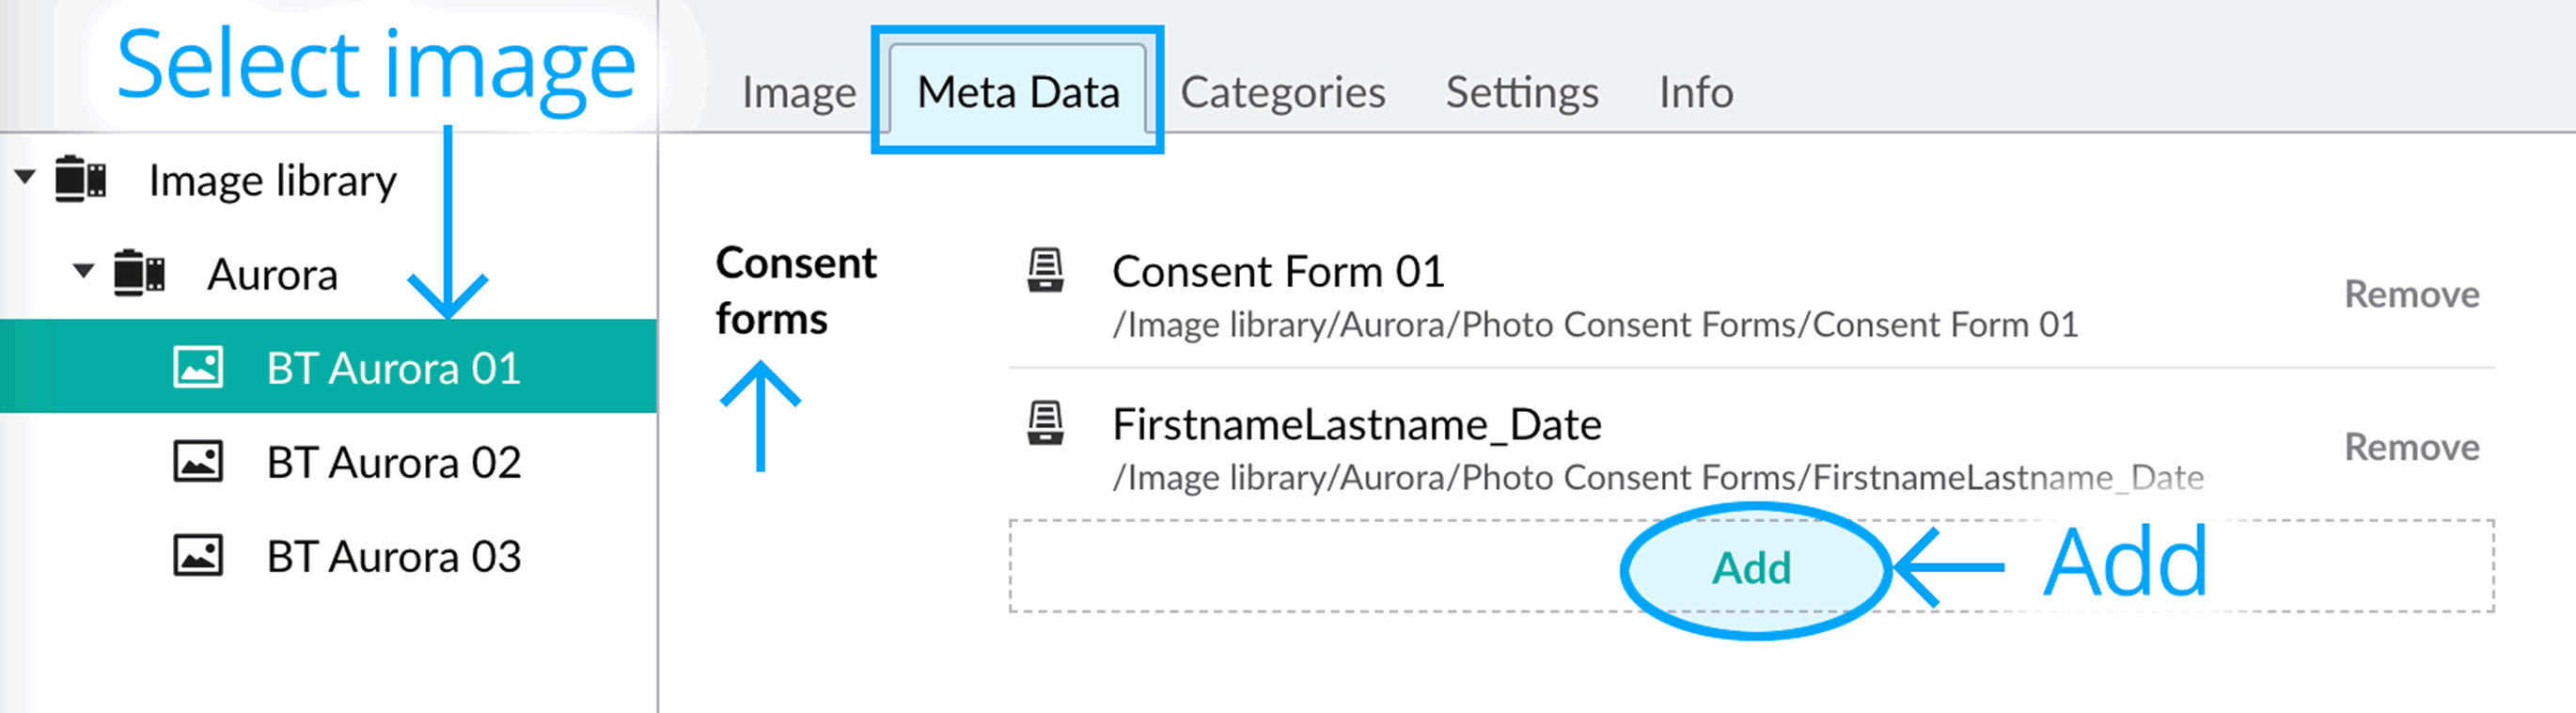 Select image
Image library
Aurora
BT Aurora 01
BT Aurora 02
BT Aurora 03
Image
Meta Data
Categories
Settings
Info
Consent
forms
Consent Form 01
/Image library/Aurora/Photo Consent Forms/Consent Form 01
Remove
FirstnameLastname_Date
/Image library/Aurora/Photo Consent Forms/FirstnameLastname_Date
Remove
Add
Add